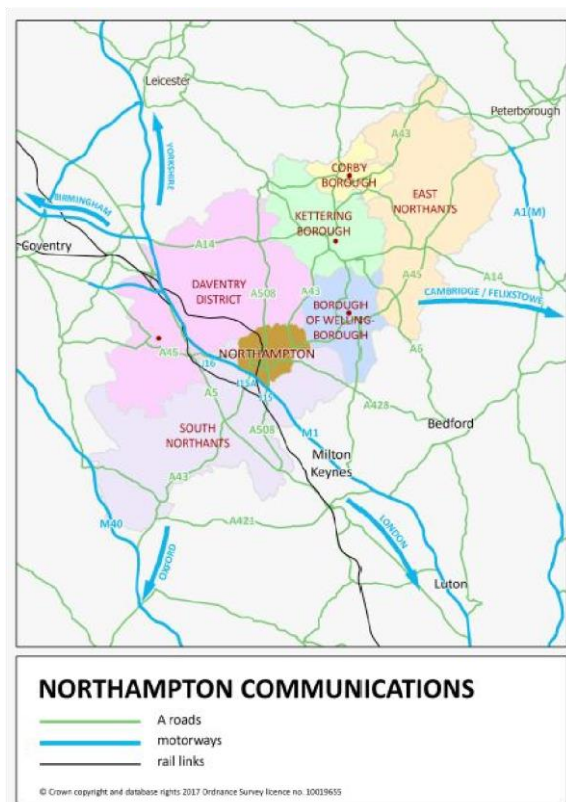 Leicester
Peterborough
A43
YORKSHIRE
CORBY
BOROUGH
BIRMINGHAM
EAST
NORTHANTS
KETTERING
BOROUGH
A1(M)
Coventry
A14
DAVENTRY
DISTRICT
A508
A43
A45
A14
CAMBRIDGE / FELIXSTOWE
BOROUGH
OF WELLING-
BOROUGH
A45
NORTHAMPTON
A6
J16
J15A
J15
A5
A428
SOUTH
NORTHANTS
A508
M1
Bedford
Milton
Keynes
A43
M40
A421
OXFORD
LONDON
Luton
NORTHAMPTON COMMUNICATIONS
A roads
motorways
rail links
© Crown copyright and database rights 2017 Ordnance Survey licence no. 10019655